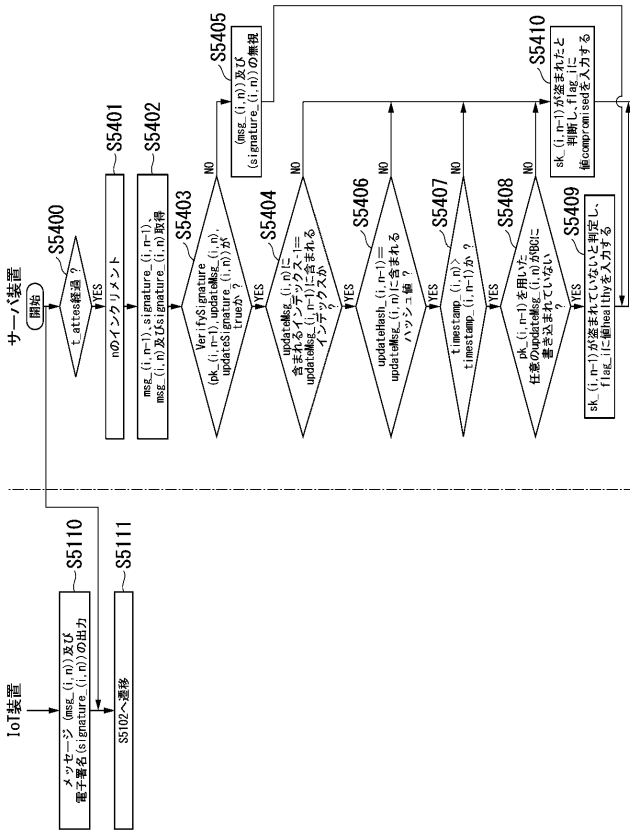 IoT装置
メッセージ(msg_(i,n))及び
電子署名(signature_(i,n))の出力
S5110
S5102へ遷移
S5111
サーバ装置
開始
t_attes経過 ?
S5400
YES
nのインクリメント
S5401
msg_(i,n-1),signature_(i,n-1)、
msg_(i,n)及びsignature_(i,n)取得
S5402
VerifySignature
(pk_(i,n-1),updateMsg_(i,n),
updateSignature_(i,n))が
trueか ?
S5403
NO
YES
(msg_(i,n))及び
(signature_(i,n))の無視
S5405
updateMsg_(i,n)に
含まれるインデックス-1==
updateMsg_(i,n-1)に含まれる
インデックスか
?
S5404
NO
YES
updateHash_(i,n-1)==
updateMsg_(i,n)に含まれる
ハッシュ値 ?
S5406
NO
YES
timestamp_(i,n)>
timestamp_(i,n-1)か ?
S5407
NO
YES
pk_(i,n-1)を用いた
任意のupdateMsg_(i,n)がBCに
書き込まれていない
?
S5408
NO
YES
sk_(i,n-1)が盗まれていないと判定し、
flag_iに値healthyを入力する
S5409
sk_(i,n-1)が盗まれたと
判断し、flag_iに
値compromisedを入力する
S5410